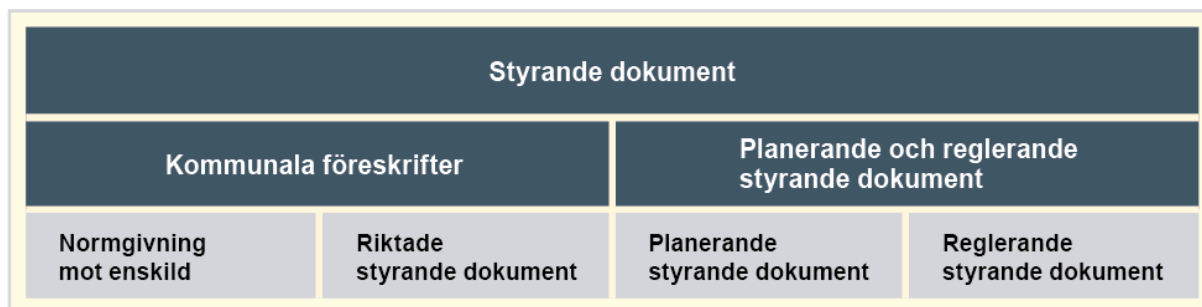 Styrande dokument
Kommunala föreskrifter
Planerande och reglerande
styrande dokument
Normgivning
mot enskild
Riktade
styrande dokument
Planerande
styrande dokument
Reglerande
styrande dokument